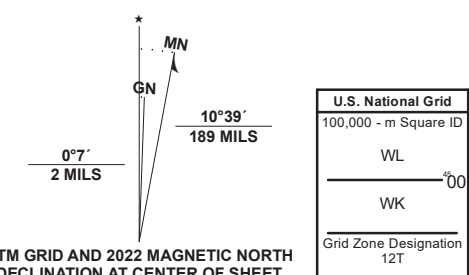 ★
MN
GN
10°39´
189 MILS
0°7´
2 MILS
TM GRID AND 2022 MAGNETIC NORTH
DECLINATION AT CENTER OF SHEET
U.S. National Grid
100,000 - m Square ID
WL
4500
WK
Grid Zone Designation
12T